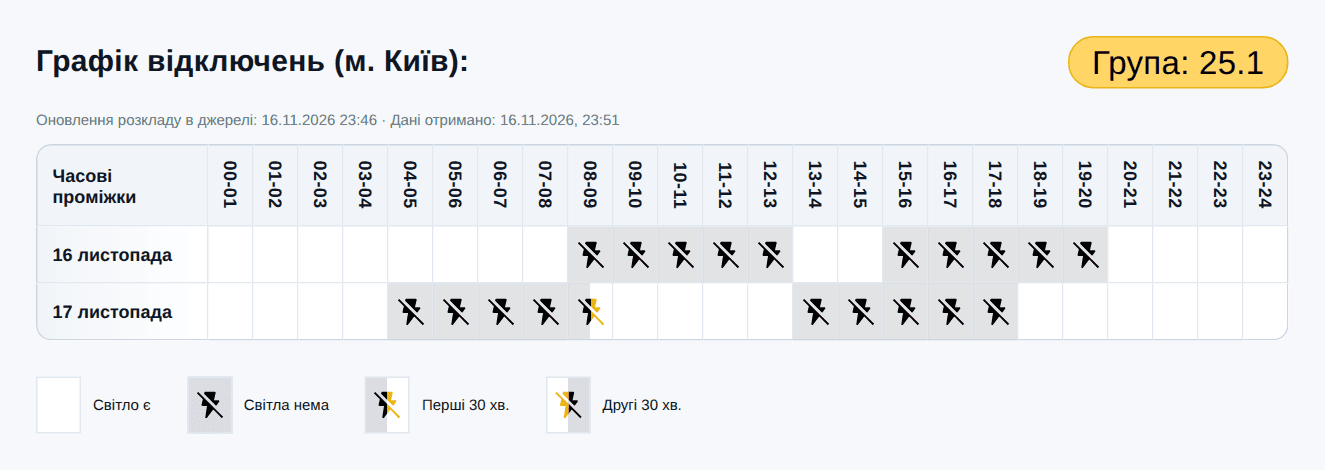 Графік відключень (м. Київ):
Група: 25.1
Оновлення розкладу в джерелі: 16.11.2026 23:46 · Дані отримано: 16.11.2026, 23:51
Часові
проміжки
00-01
01-02
02-03
03-04
04-05
05-06
06-07
07-08
08-09
09-10
10-11
11-12
12-13
13-14
14-15
15-16
16-17
17-18
18-19
19-20
20-21
21-22
22-23
23-24
16 листопада
17 листопада
Світло є
Світла нема
Перші 30 хв.
Другі 30 хв.